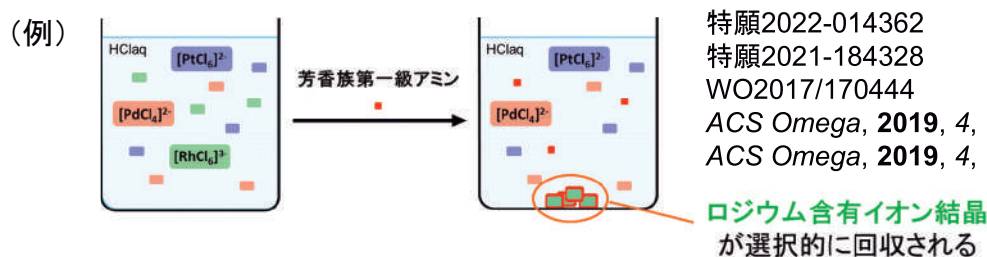 （例）
HClaq
[PtCl₆]²⁻
[PdCl₄]²⁻
[RhCl₆]³⁻
芳香族第一級アミン
HClaq
[PtCl₆]²⁻
[PdCl₄]²⁻
特願2022-014362
特願2021-184328
WO2017/170444
ACS Omega, 2019, 4,
ACS Omega, 2019, 4,
ロジウム含有イオン結晶
が選択的に回収される